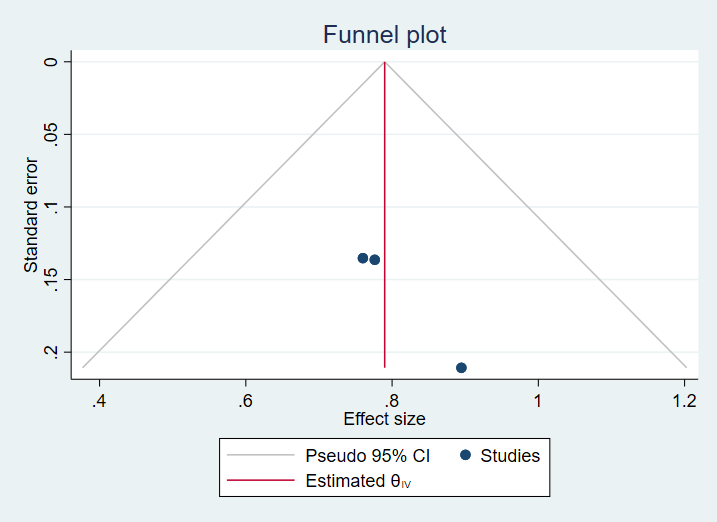 Funnel plot
0
.05
.1
.15
.2
Standard error
.4 .6 .8 1 1.2
Effect size
Pseudo 95% CI Studies
Estimated θIV